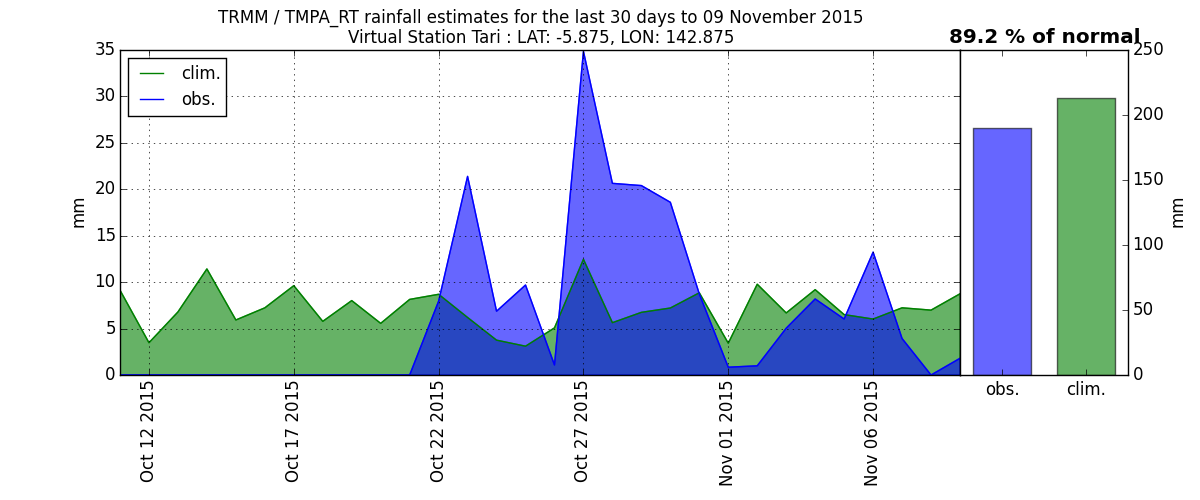 TRMM / TMPA_RT rainfall estimates for the last 30 days to 09 November 2015
Virtual Station Tari : LAT: -5.875, LON: 142.875
89.2 % of normal
clim.
obs.
mm
35
30
25
20
15
10
5
0
Oct 12 2015
Oct 17 2015
Oct 22 2015
Oct 27 2015
Nov 01 2015
Nov 06 2015
250
200
150
100
50
0
mm
obs.
clim.